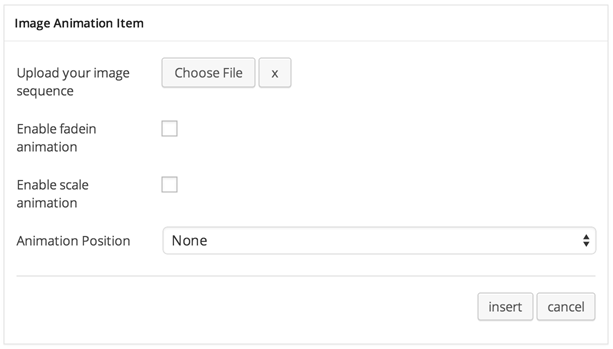 Image Animation Item
Upload your image
sequence
Choose File
x
Enable fadein
animation
Enable scale
animation
Animation Position
None
insert
cancel